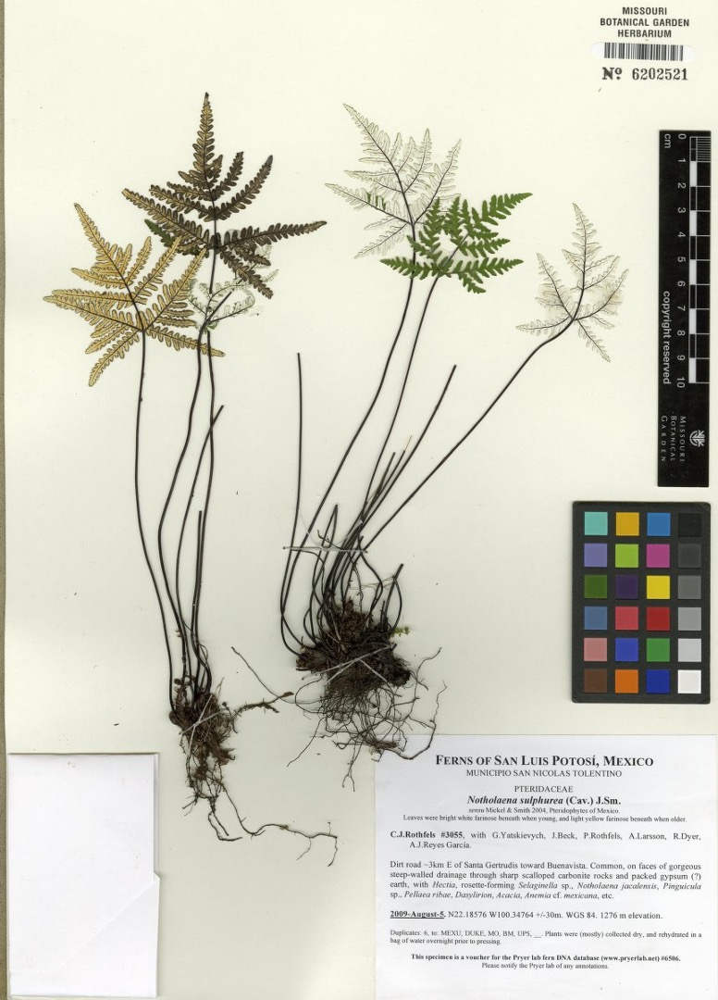 MISSOURI
BOTANICAL GARDEN
HERBARIUM
Nº 6202521
cm
0
1
2
3
4
5
6
7
8
9
10
copyright reserved
MISSOURI
BOTANICAL
GARDEN
FERNS OF SAN LUIS POTOSÍ, MEXICO
MUNICIPIO SAN NICOLAS TOLENTINO
PTERIDACEAE
Notholaena sulphurea (Cav.) J.Sm.
sensu Mickel & Smith 2004, Pteridophytes of Mexico.
Leaves were bright white farinose beneath when young, and light yellow farinose beneath when older.
C.J.Rothfels #3055, with G.Yatskievych, J.Beck, P.Rothfels, A.Larsson, R.Dyer,
A.J.Reyes García.
Dirt road ~3km E of Santa Gertrudis toward Buenavista. Common, on faces of gorgeous
steep-walled drainage through sharp scalloped carbonite rocks and packed gypsum (?)
earth, with Hectia, rosette-forming Selaginella sp., Notholaena jacalensis, Pinguicula
sp., Pellaea ribae, Dasylirion, Acacia, Anemia cf. mexicana, etc.
2009-August-5. N22.18576 W100.34764 +/-30m. WGS 84. 1276 m elevation.
Duplicates: 6, to: MEXU, DUKE, MO, BM, UPS, __. Plants were (mostly) collected dry, and rehydrated in a
bag of water overnight prior to pressing.
This specimen is a voucher for the Pryer lab fern DNA database (www.pryerlab.net) #6506.
Please notify the Pryer lab of any annotations.